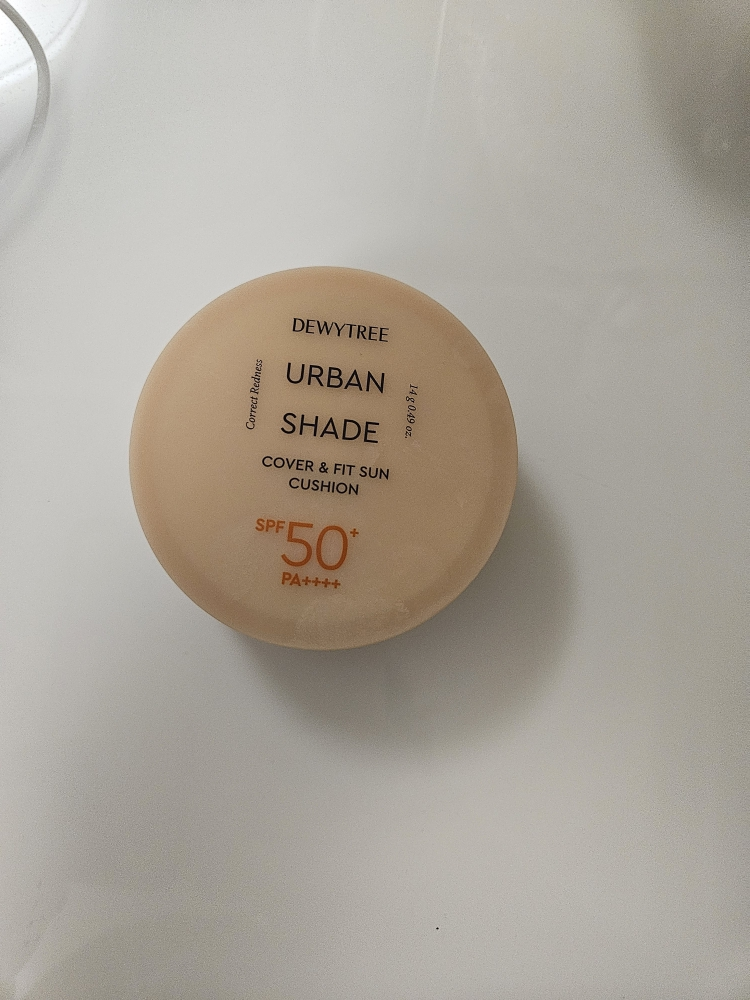 DEWYTREE
URBAN
SHADE
Correct Redness
14 g 0.49 oz.
COVER & FIT SUN
CUSHION
SPF 50+
PA++++